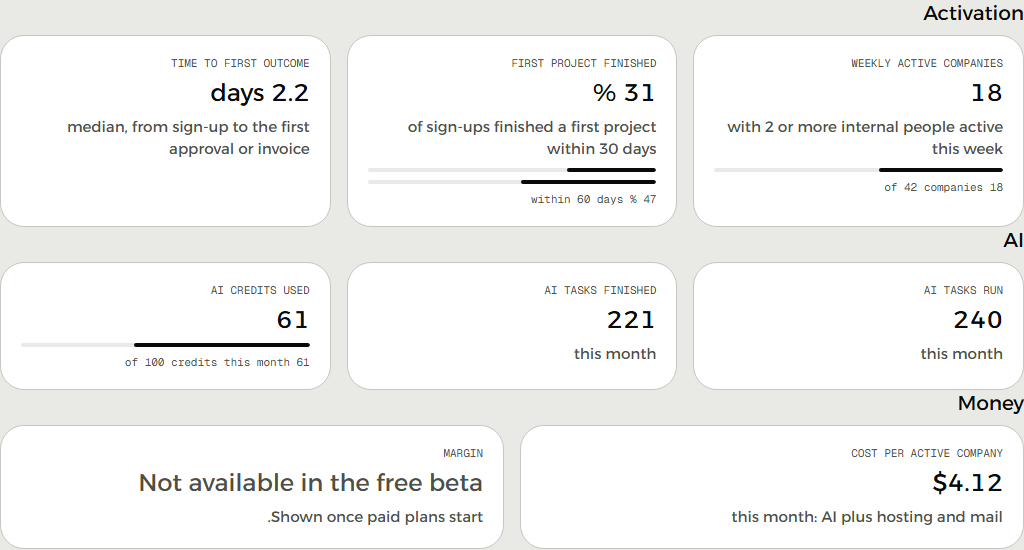 Activation
WEEKLY ACTIVE COMPANIES
18
with 2 or more internal people active
this week
of 42 companies 18
FIRST PROJECT FINISHED
% 31
of sign-ups finished a first project
within 30 days
within 60 days % 47
TIME TO FIRST OUTCOME
days 2.2
median, from sign-up to the first
approval or invoice
AI
AI TASKS RUN
240
this month
AI TASKS FINISHED
221
this month
AI CREDITS USED
61
of 100 credits this month 61
Money
COST PER ACTIVE COMPANY
$4.12
this month: AI plus hosting and mail
MARGIN
Not available in the free beta
.Shown once paid plans start